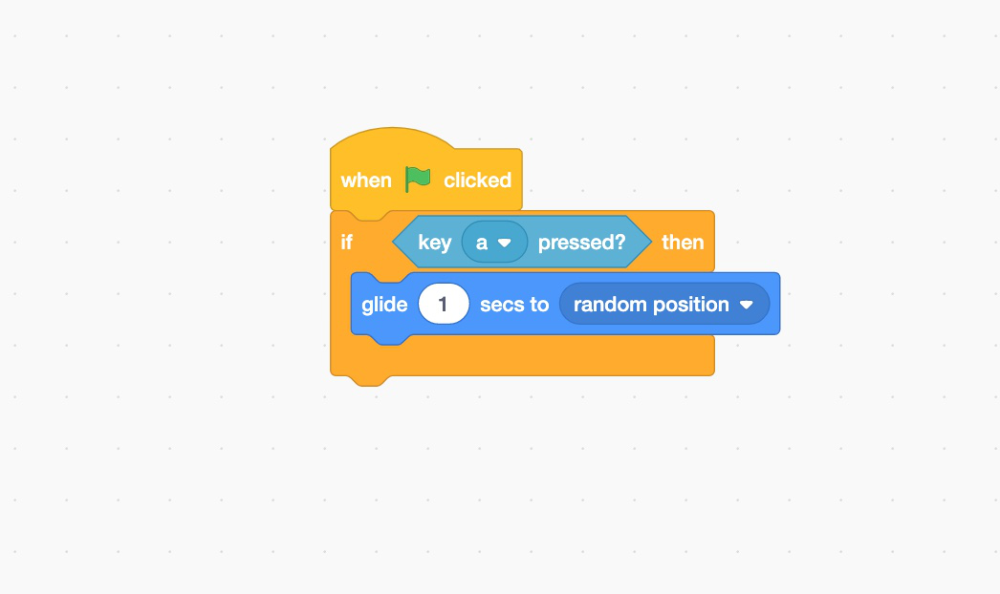 when clicked
if key a pressed? then
glide 1 secs to random position